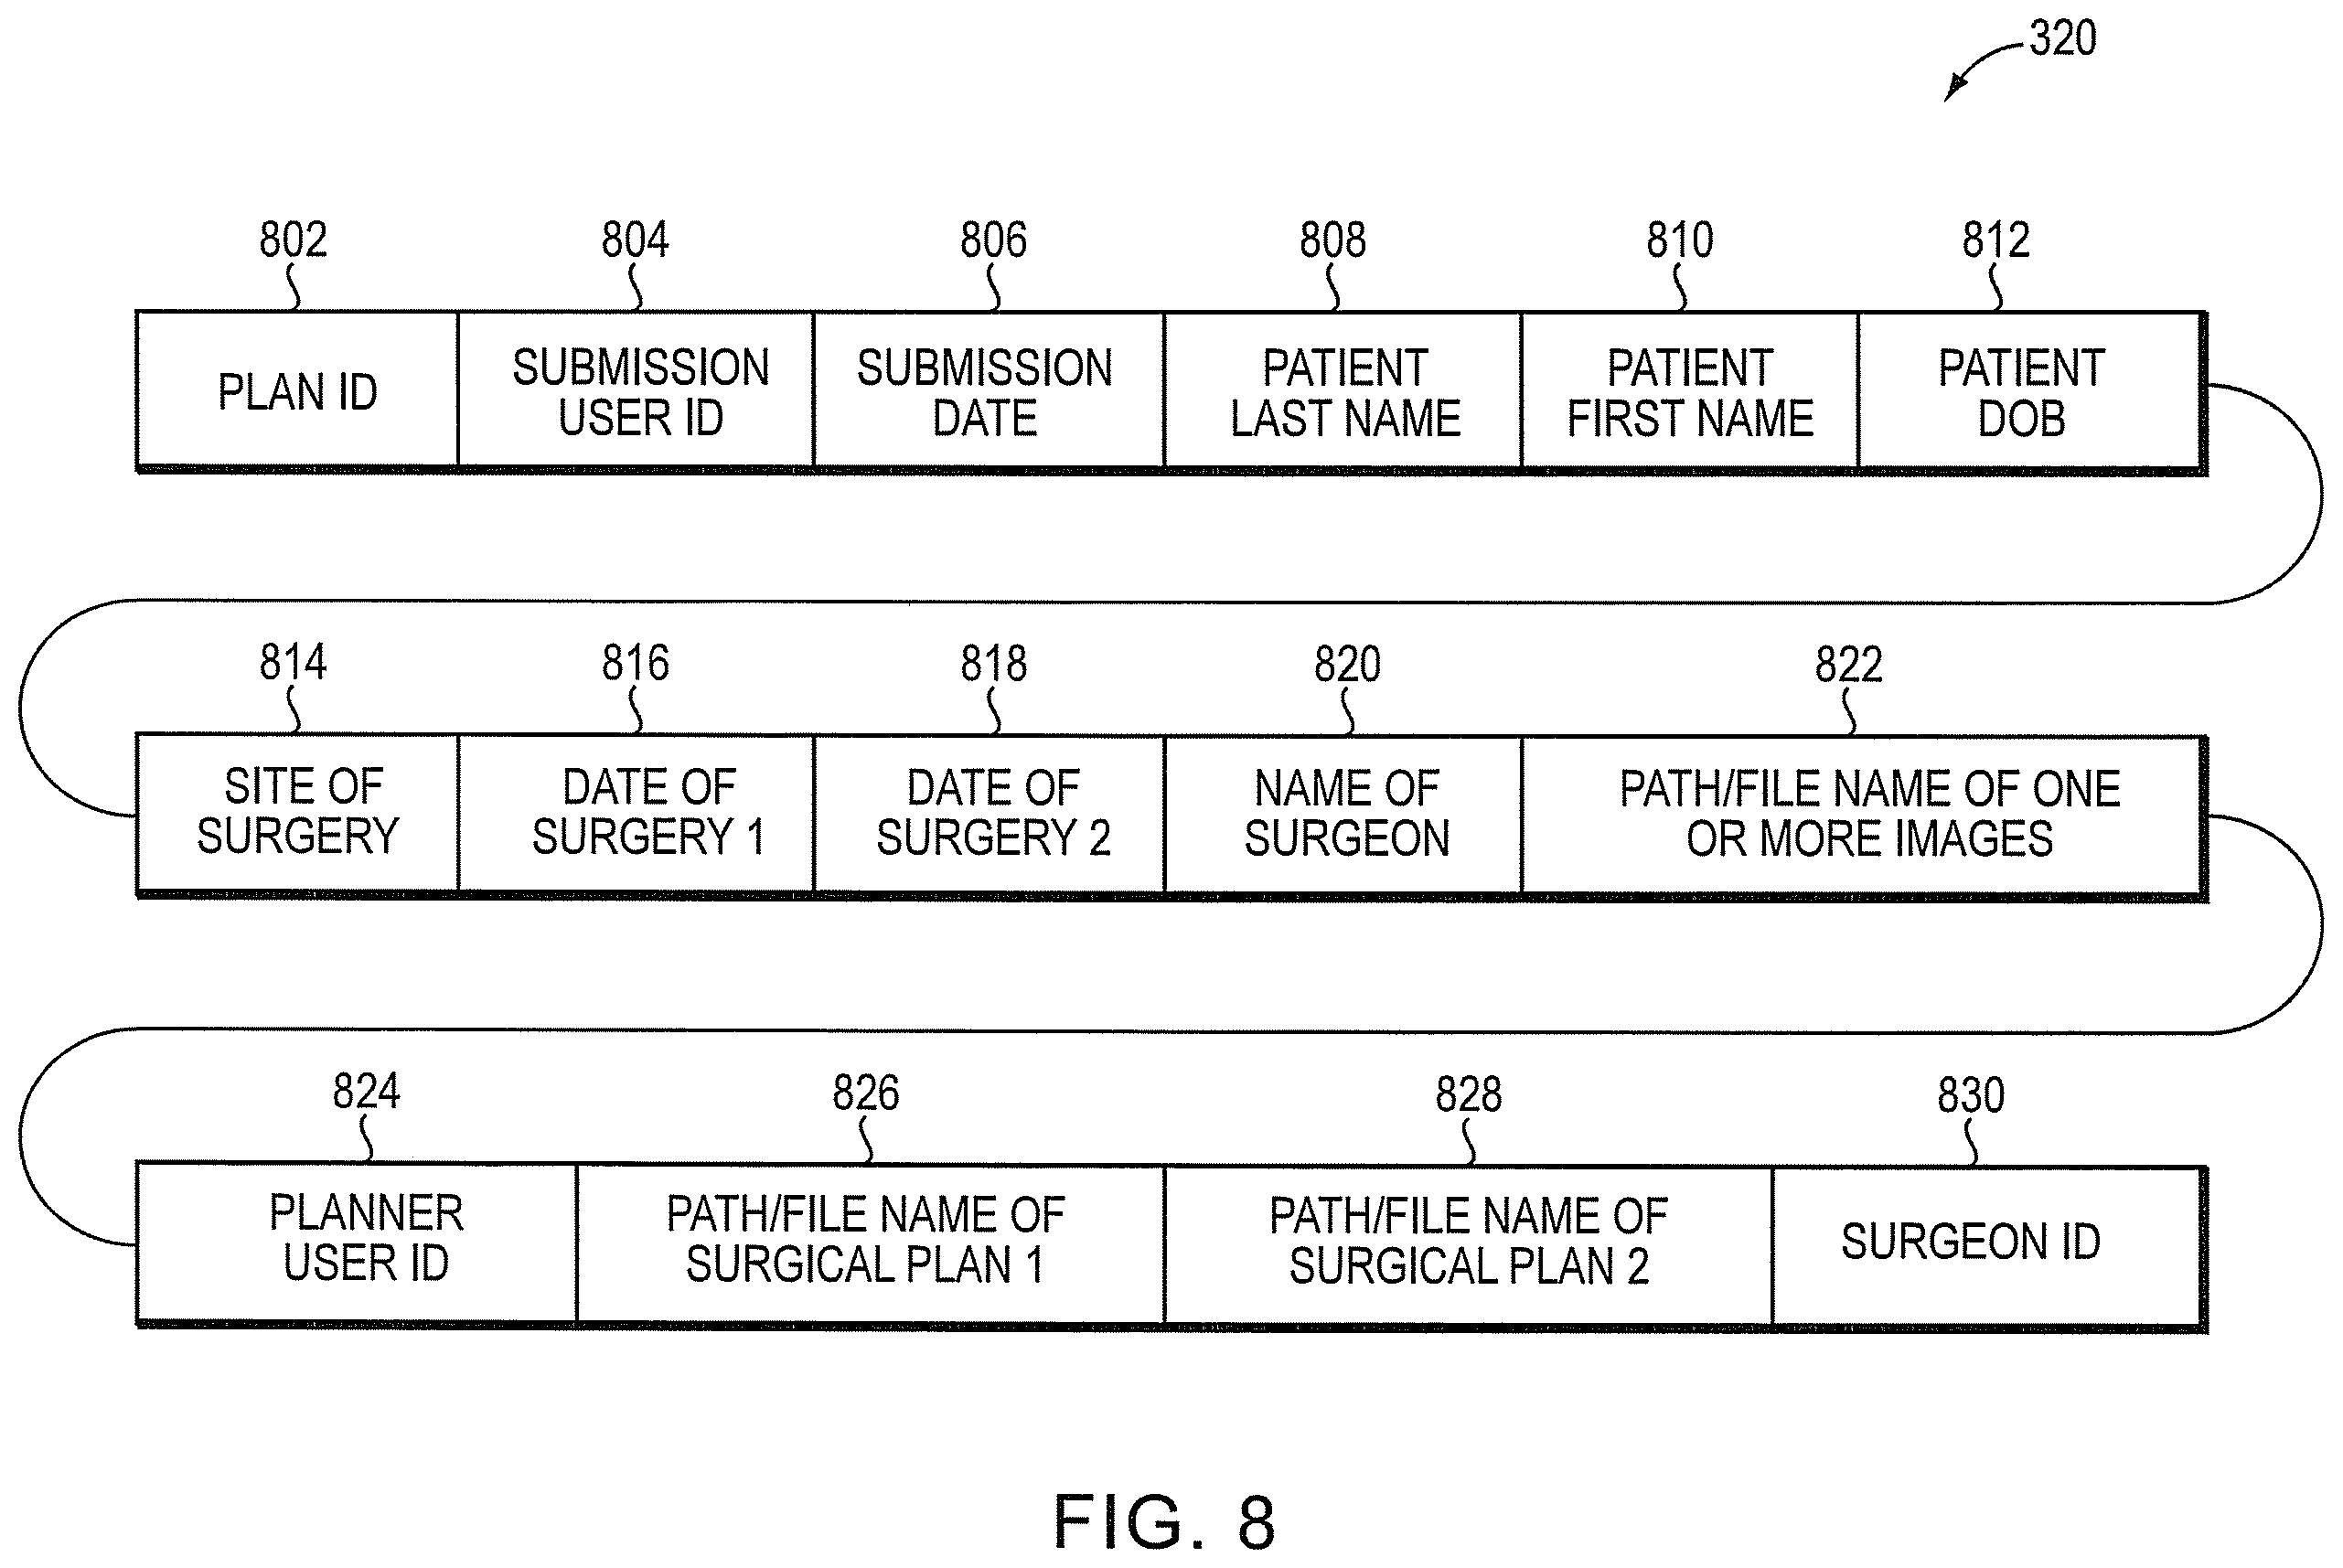 320
802 804 806 808 810 812
PLAN ID
SUBMISSION
USER ID
SUBMISSION
DATE
PATIENT
LAST NAME
PATIENT
FIRST NAME
PATIENT
DOB
814 816 818 820 822
SITE OF
SURGERY
DATE OF
SURGERY 1
DATE OF
SURGERY 2
NAME OF
SURGEON
PATH/FILE NAME OF ONE
OR MORE IMAGES
824 826 828 830
PLANNER
USER ID
PATH/FILE NAME OF
SURGICAL PLAN 1
PATH/FILE NAME OF
SURGICAL PLAN 2
SURGEON ID
FIG. 8